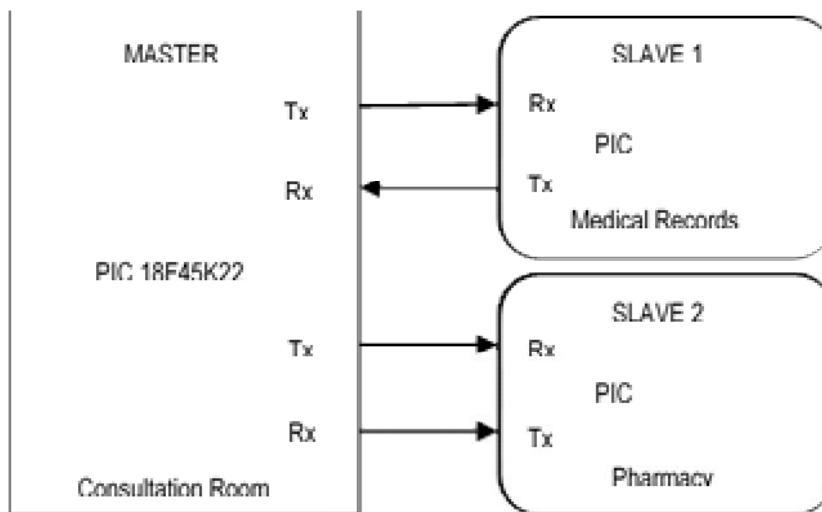 MASTER
Tx
Rx
PIC 18F45K22
Tx
Rx
Consultation Room
SLAVE 1
Rx
PIC
Tx
Medical Records
SLAVE 2
Rx
PIC
Tx
Pharmacy